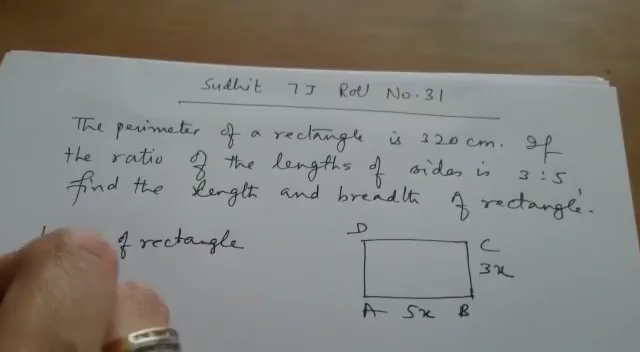 Sudhit 7J Roll No. 31
The perimeter of a rectangle is 320 cm. If
the ratio of the lengths of sides is 3:5,
find the length and breadth of rectangle.
of rectangle
D
C
3x
A 5x B